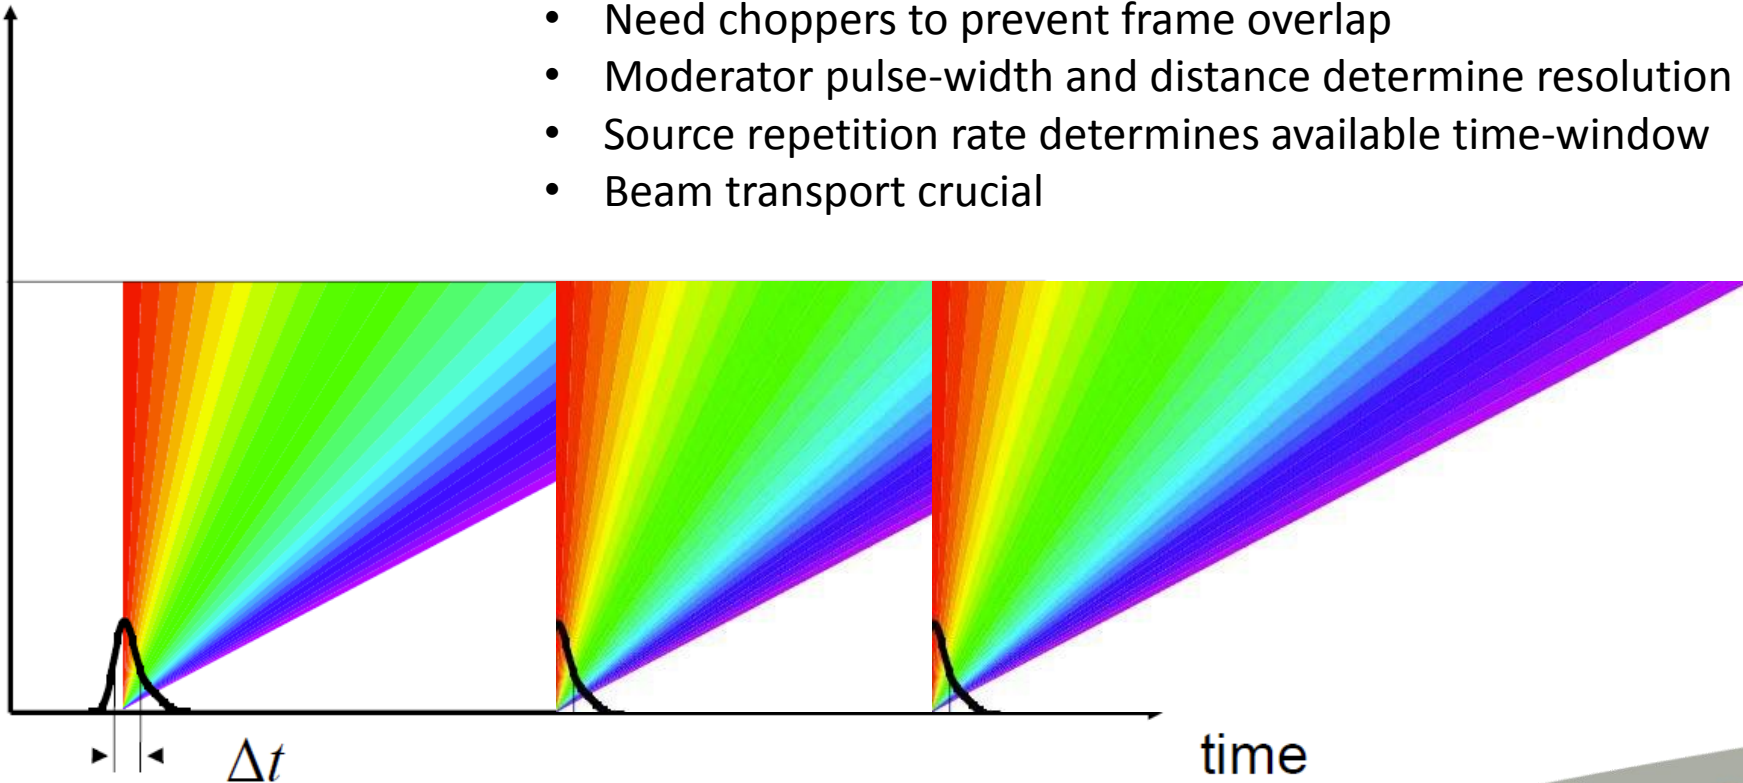 • Need choppers to prevent frame overlap
• Moderator pulse-width and distance determine resolution
• Source repetition rate determines available time-window
• Beam transport crucial
Δt
time